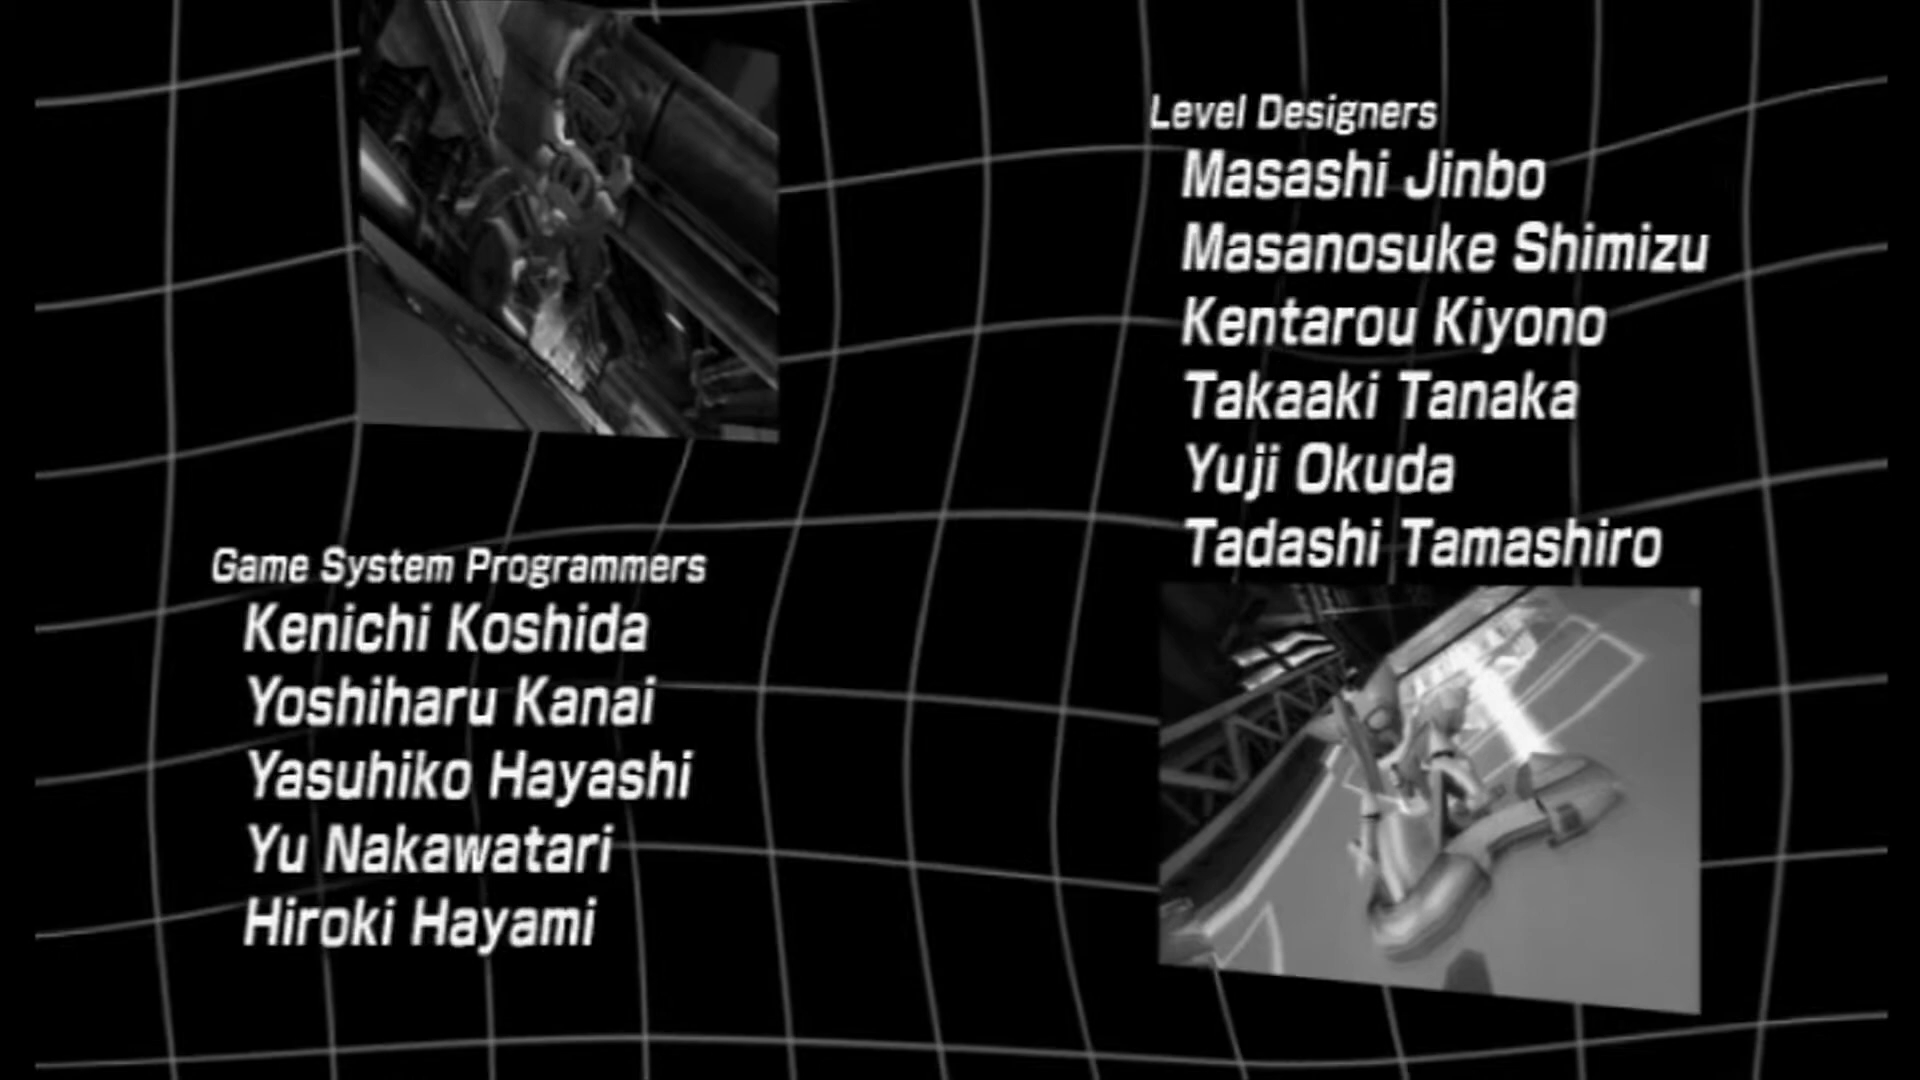 Level Designers
Masashi Jinbo
Masanosuke Shimizu
Kentarou Kiyono
Takaaki Tanaka
Yuji Okuda
Tadashi Tamashiro
Game System Programmers
Kenichi Koshida
Yoshiharu Kanai
Yasuhiko Hayashi
Yu Nakawatari
Hiroki Hayami